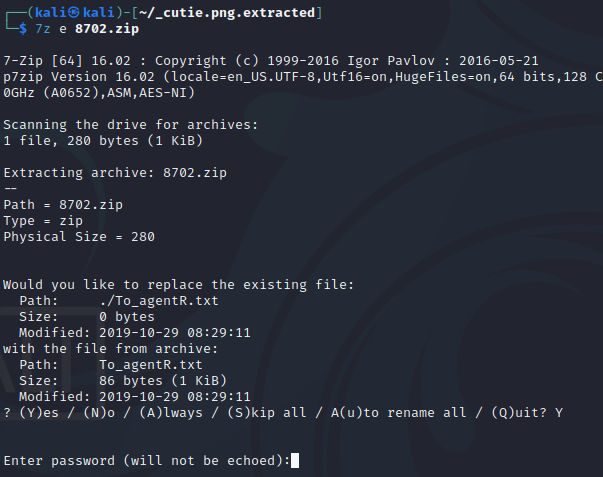 ┌──(kali㉿kali)-[~/_cutie.png.extracted]
└─$ 7z e 8702.zip
7-Zip [64] 16.02 : Copyright (c) 1999-2016 Igor Pavlov : 2016-05-21
p7zip Version 16.02 (locale=en_US.UTF-8,Utf16=on,HugeFiles=on,64 bits,128 C
0GHz (A0652),ASM,AES-NI)
Scanning the drive for archives:
1 file, 280 bytes (1 KiB)
Extracting archive: 8702.zip
--
Path = 8702.zip
Type = zip
Physical Size = 280
Would you like to replace the existing file:
  Path:     ./To_agentR.txt
  Size:     0 bytes
  Modified: 2019-10-29 08:29:11
with the file from archive:
  Path:     To_agentR.txt
  Size:     86 bytes (1 KiB)
  Modified: 2019-10-29 08:29:11
? (Y)es / (N)o / (A)lways / (S)kip all / A(u)to rename all / (Q)uit? Y
Enter password (will not be echoed):